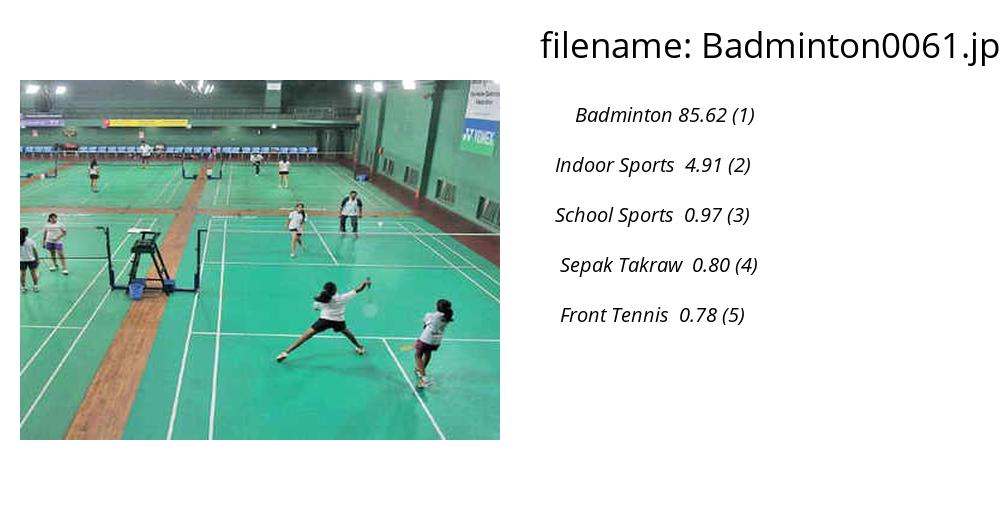 filename: Badminton0061.jp
Badminton 85.62 (1)
Indoor Sports 4.91 (2)
School Sports 0.97 (3)
Sepak Takraw 0.80 (4)
Front Tennis 0.78 (5)
YONEX